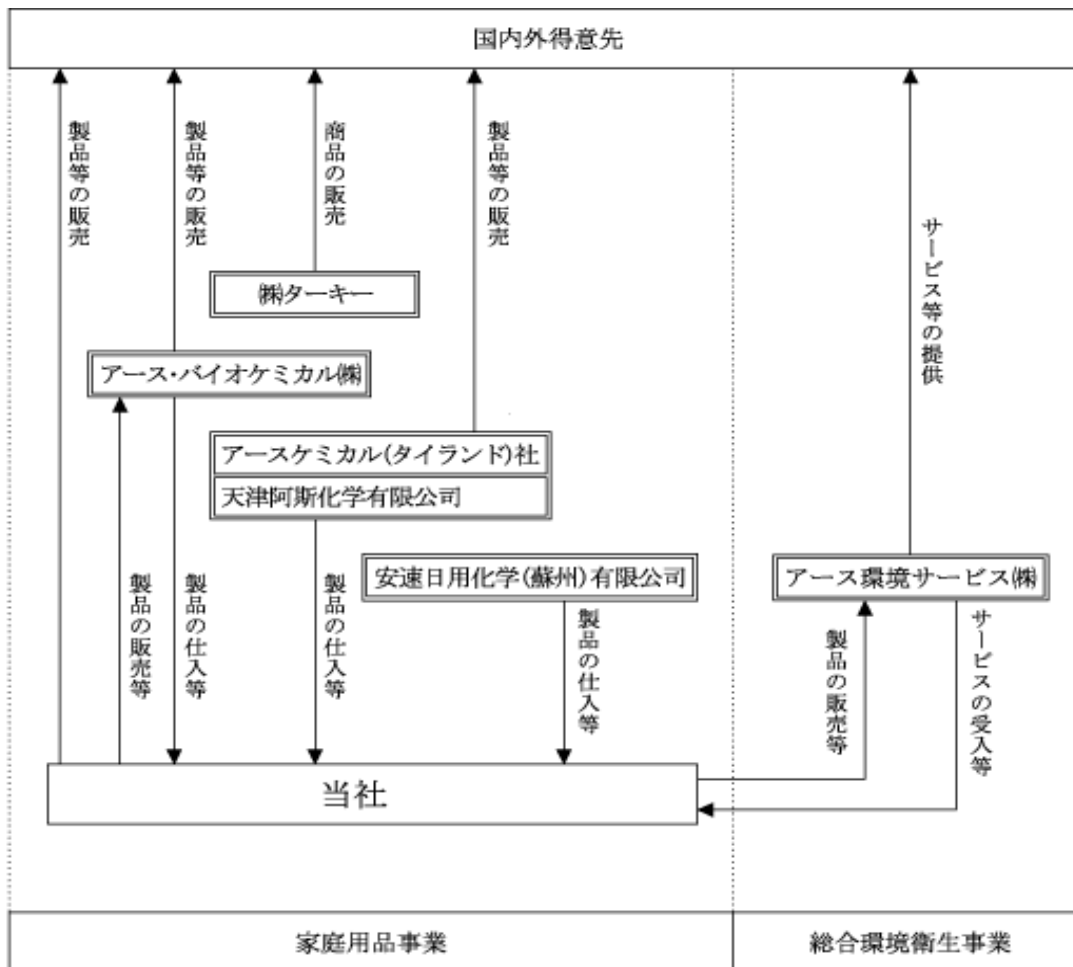 国内外得意先
製品等の販売
製品等の販売
商品の販売
製品等の販売
サービス等の提供
㈱ターキー
アース・バイオケミカル㈱
アースケミカル(タイランド)社
天津阿斯化学有限公司
安速日用化学(蘇州)有限公司
アース環境サービス㈱
製品の販売等
製品の仕入等
製品の仕入等
製品の仕入等
製品の販売等
サービスの受入等
当社
家庭用品事業
総合環境衛生事業